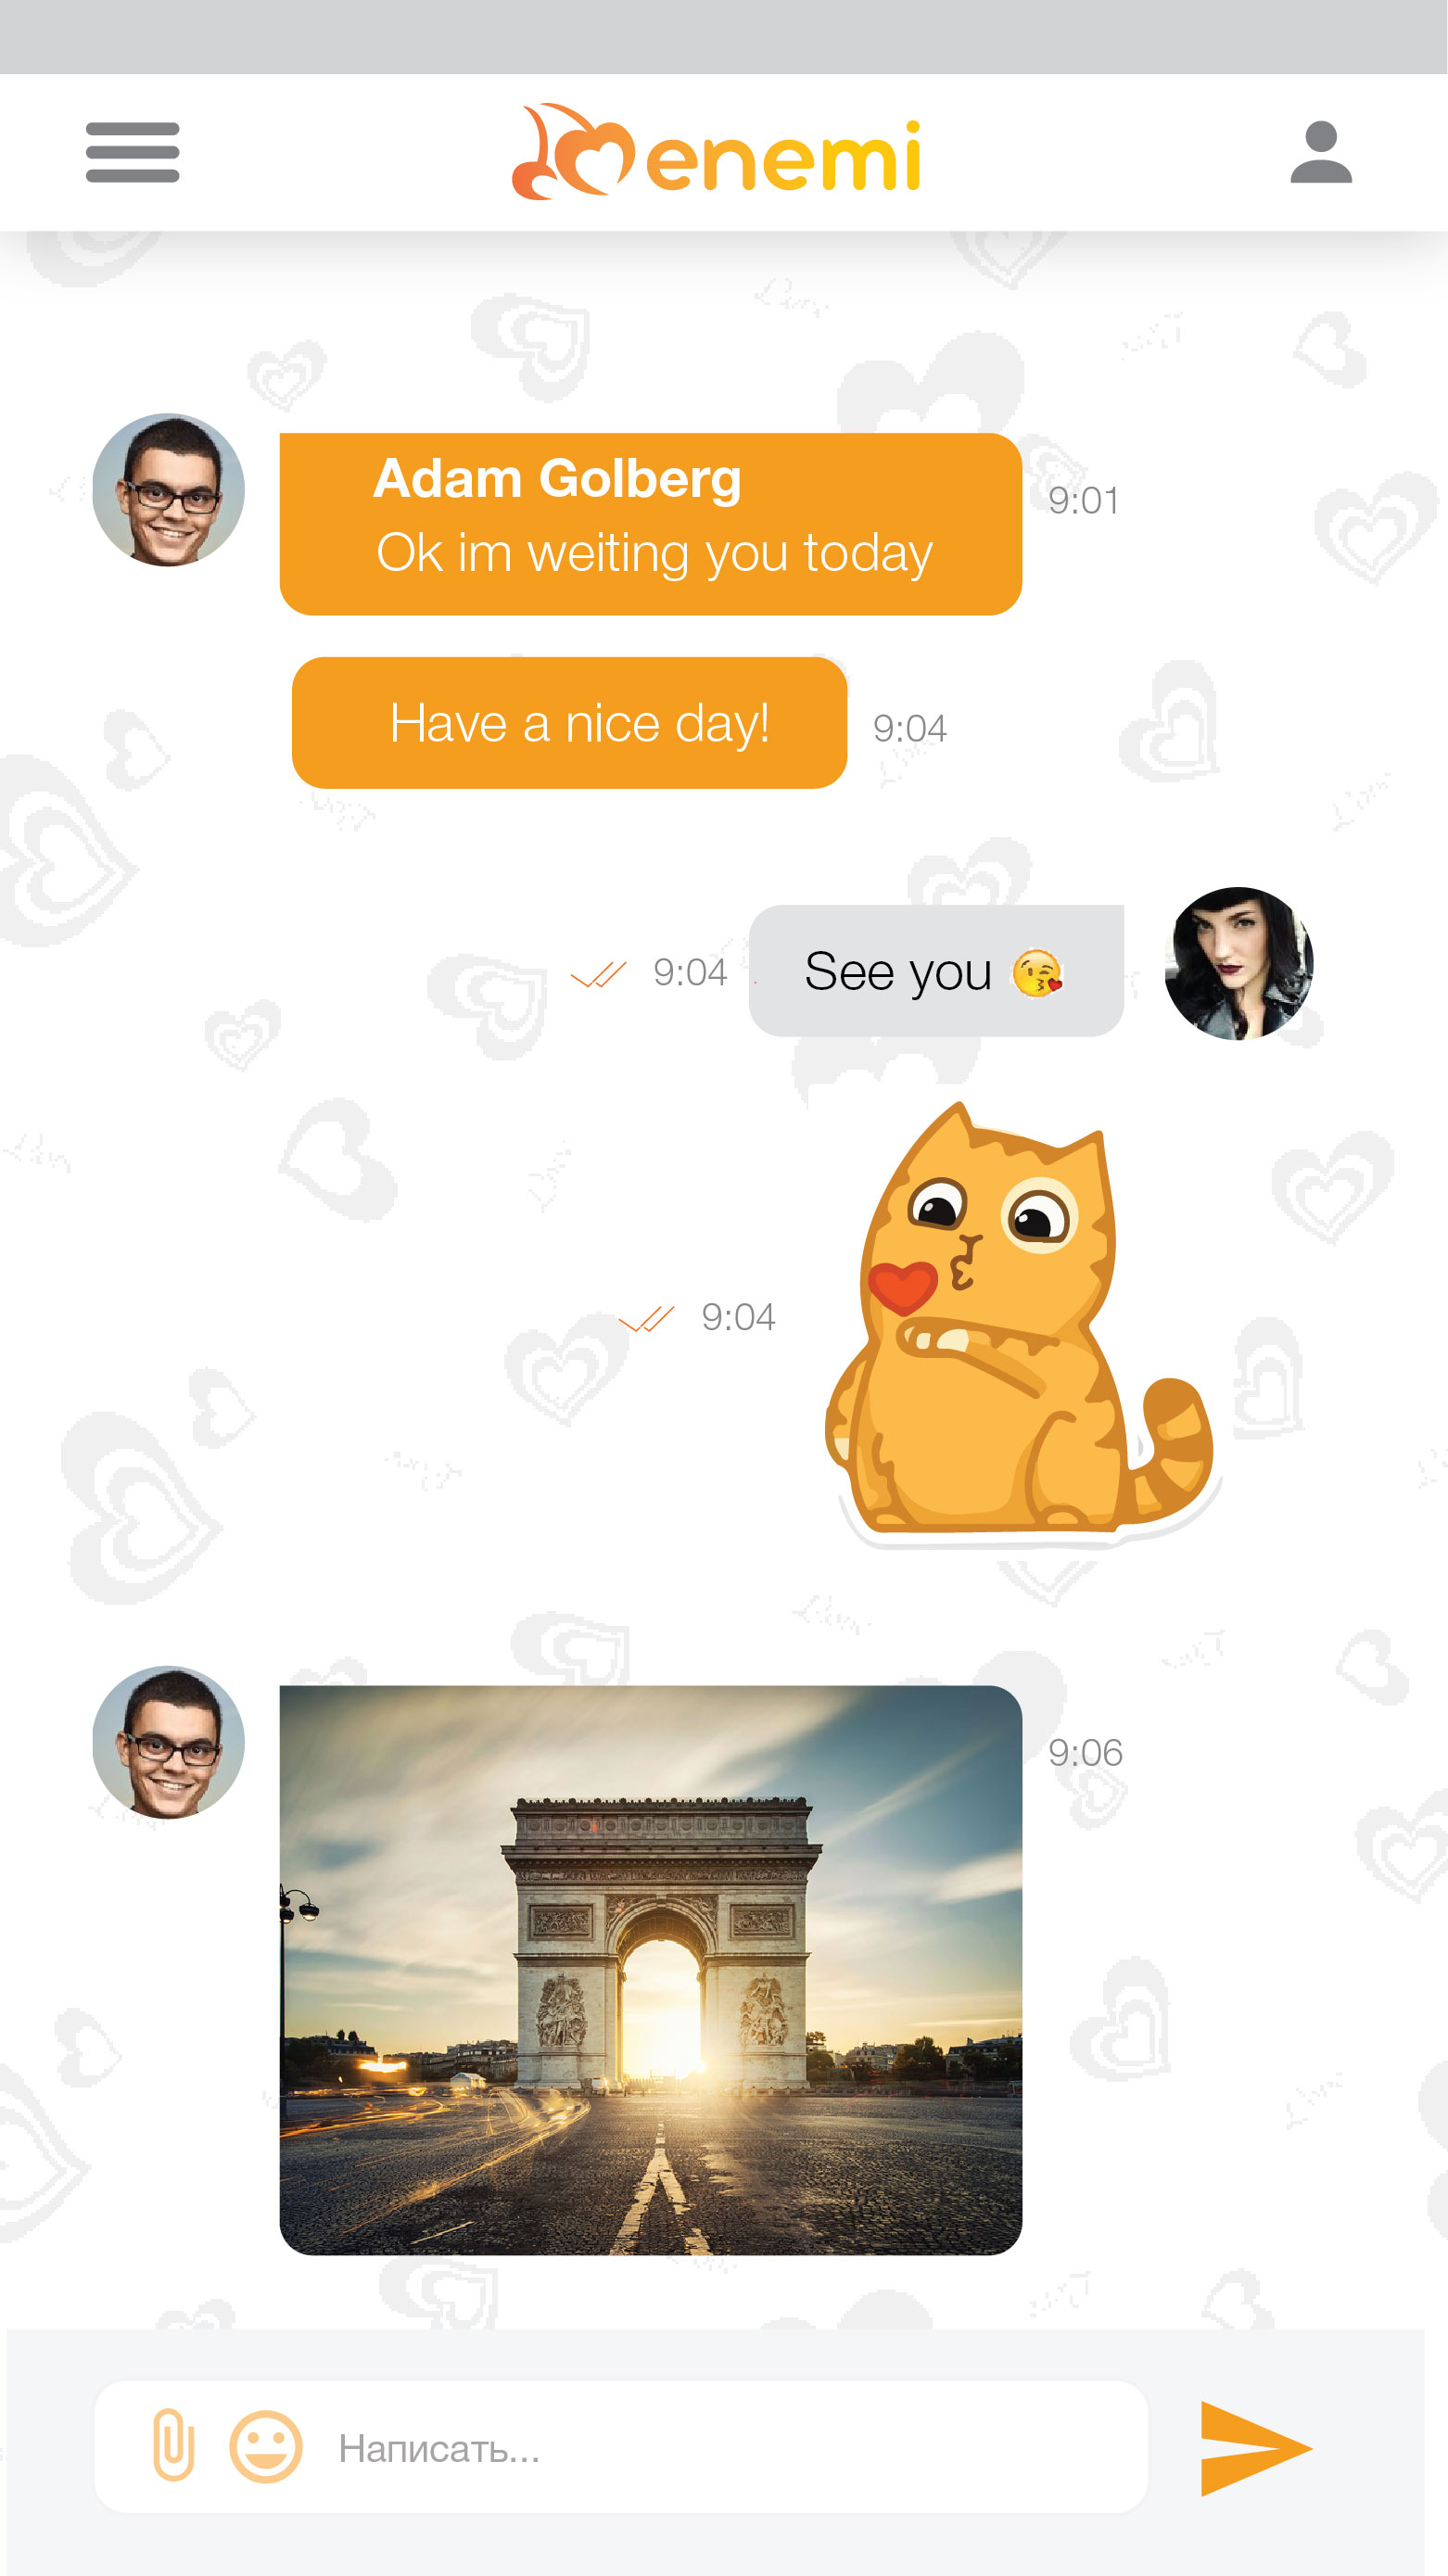 enemi
Adam Golberg
Ok im weiting you today
9:01
Have a nice day!
9:04
9:04
See you 😘
9:04
9:06
Написать...